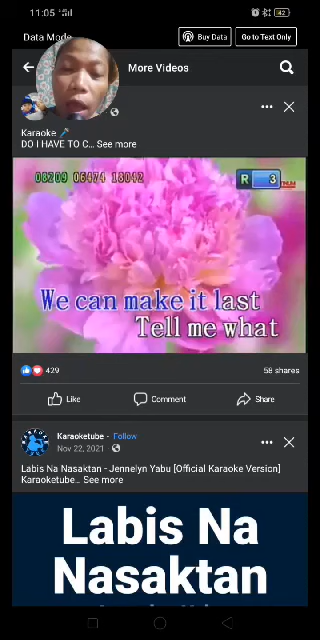 11:05
42
Data Mode
Buy Data
Go to Text Only
More Videos
Karaoke
DO I HAVE TO C... See more
08209 06474 18042
R 3
We can make it last
Tell me what
429
58 shares
Like
Comment
Share
Karaoketube · Follow
Nov 22, 2021 ·
Labis Na Nasaktan - Jennelyn Yabu [Official Karaoke Version]
Karaoketube... See more
Labis Na
Nasaktan